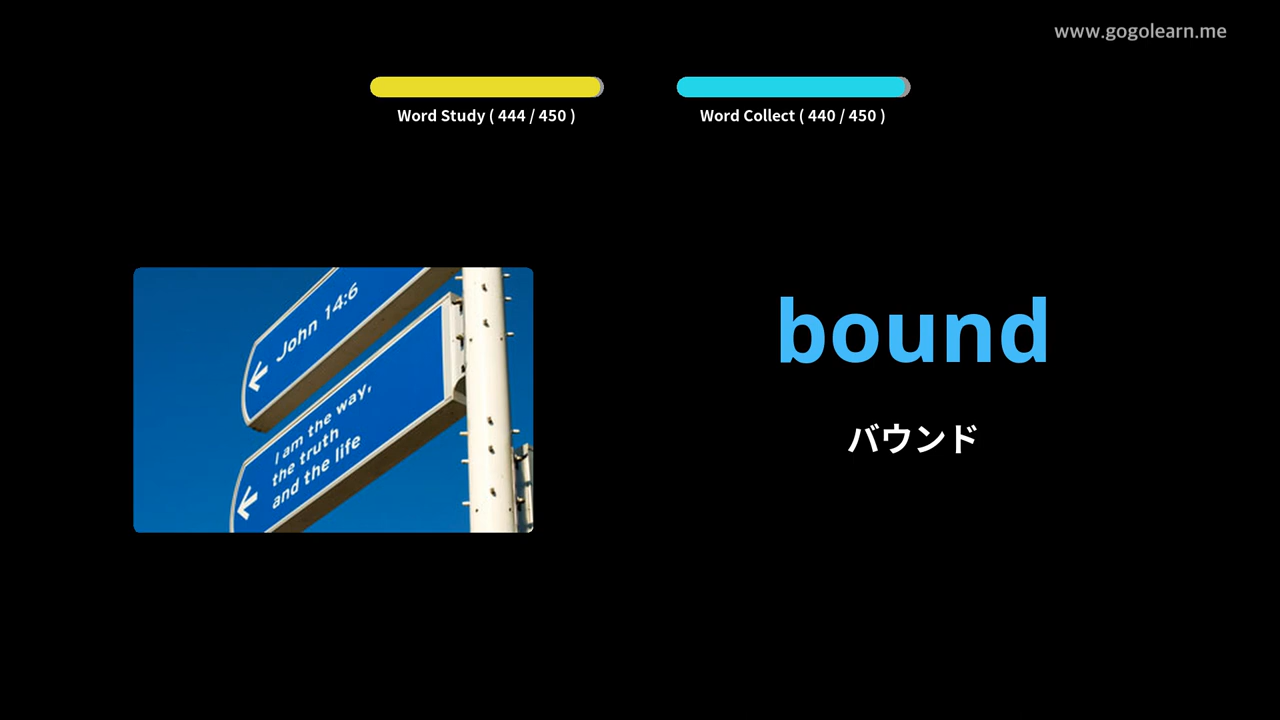 www.gogolearn.me
Word Study ( 444 / 450 )
Word Collect ( 440 / 450 )
John 14:6
I am the way,
the truth
and the life
bound
バウンド